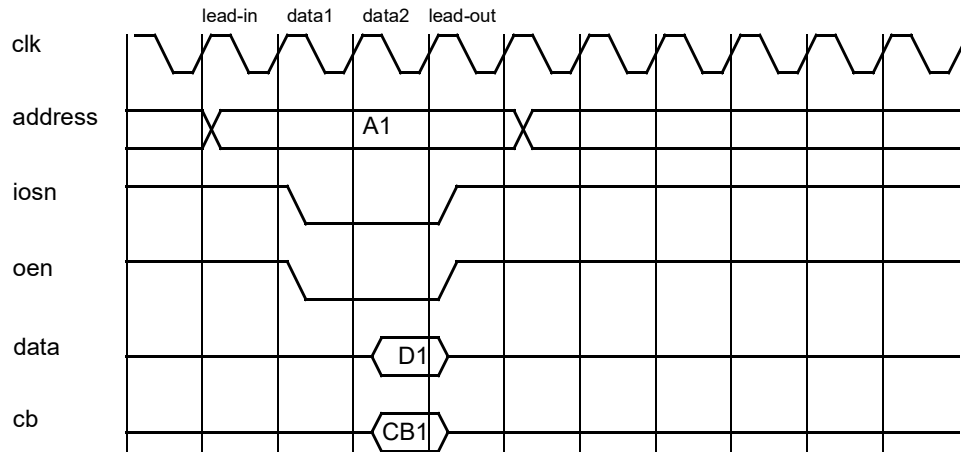 lead-in data1 data2 lead-out
clk
address A1
iosn
oen
data D1
cb CB1